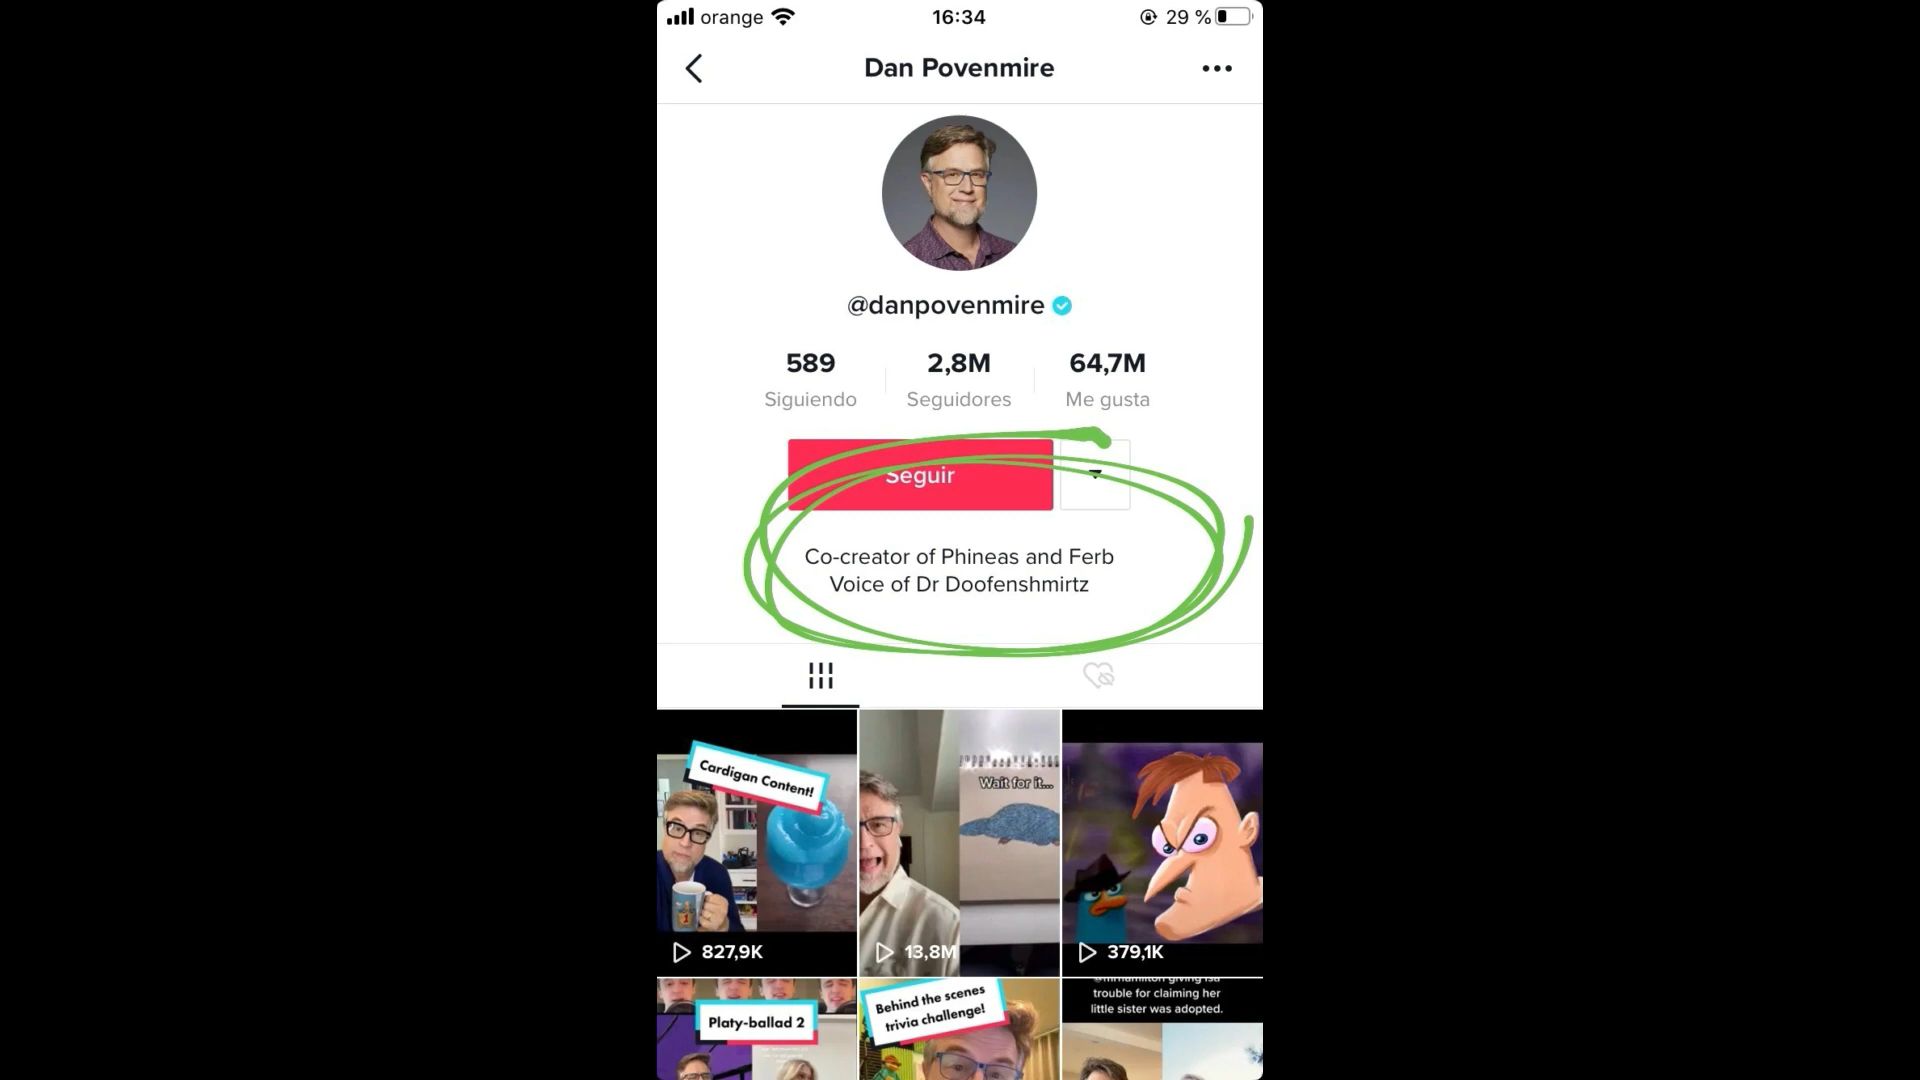 orange 16:34 29 %
Dan Povenmire
@danpovenmire
589 2,8M 64,7M
Siguiendo Seguidores Me gusta
Seguir
Co-creator of Phineas and Ferb
Voice of Dr Doofenshmirtz
Cardigan Content!
Wait for it...
827,9K 13,8M 379,1K
Platy-ballad 2
Behind the scenes
trivia challenge!
trouble for claiming her
little sister was adopted.